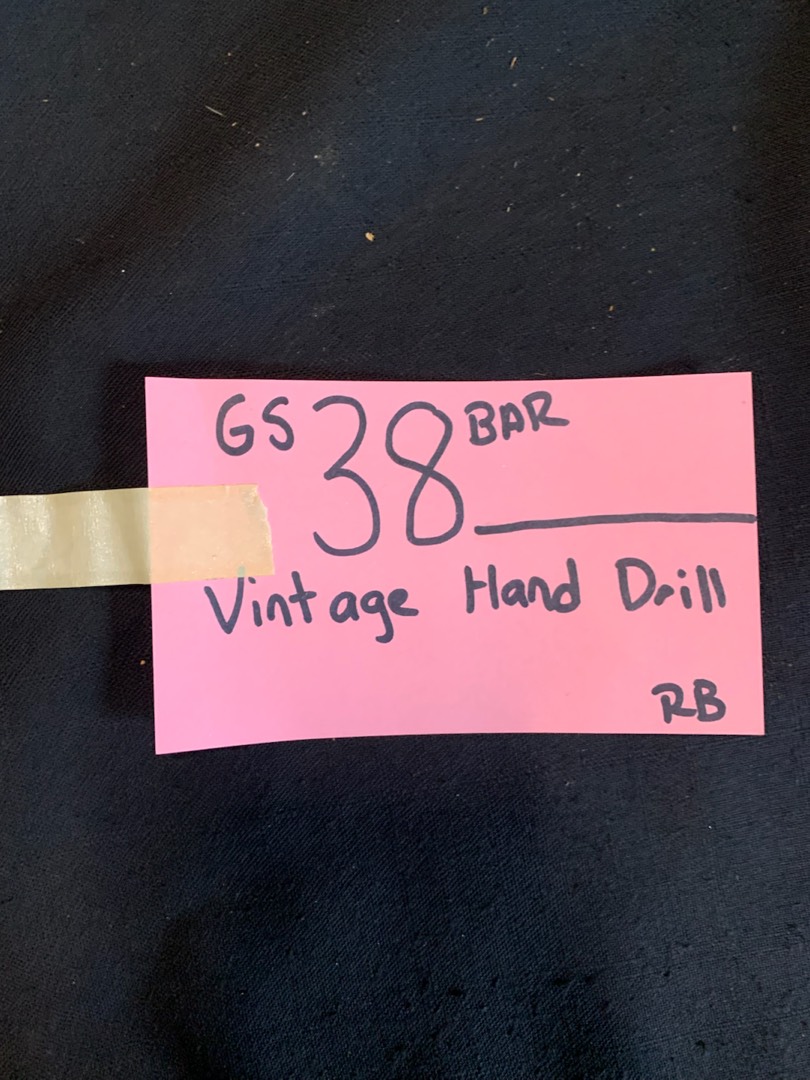 GS 38 BAR
Vintage Hand Drill
RB